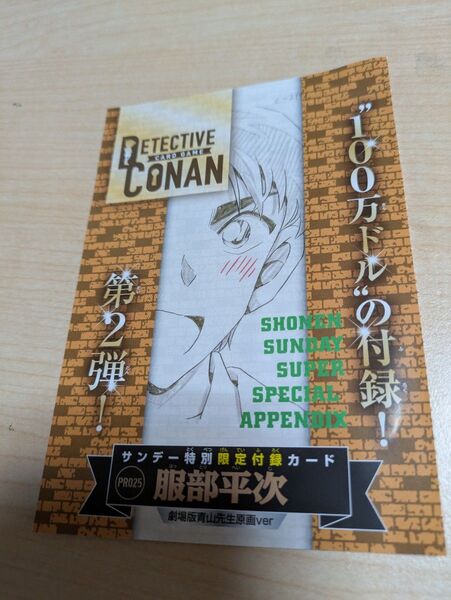 DETECTIVE
CARD GAME
CONAN
"100万ドル"の付録!
第2弾!
SHONEN
SUNDAY
SUPER
SPECIAL
APPENDIX
サンデー特別限定付録カード
PR025
服部平次
劇場版青山先生原画ver